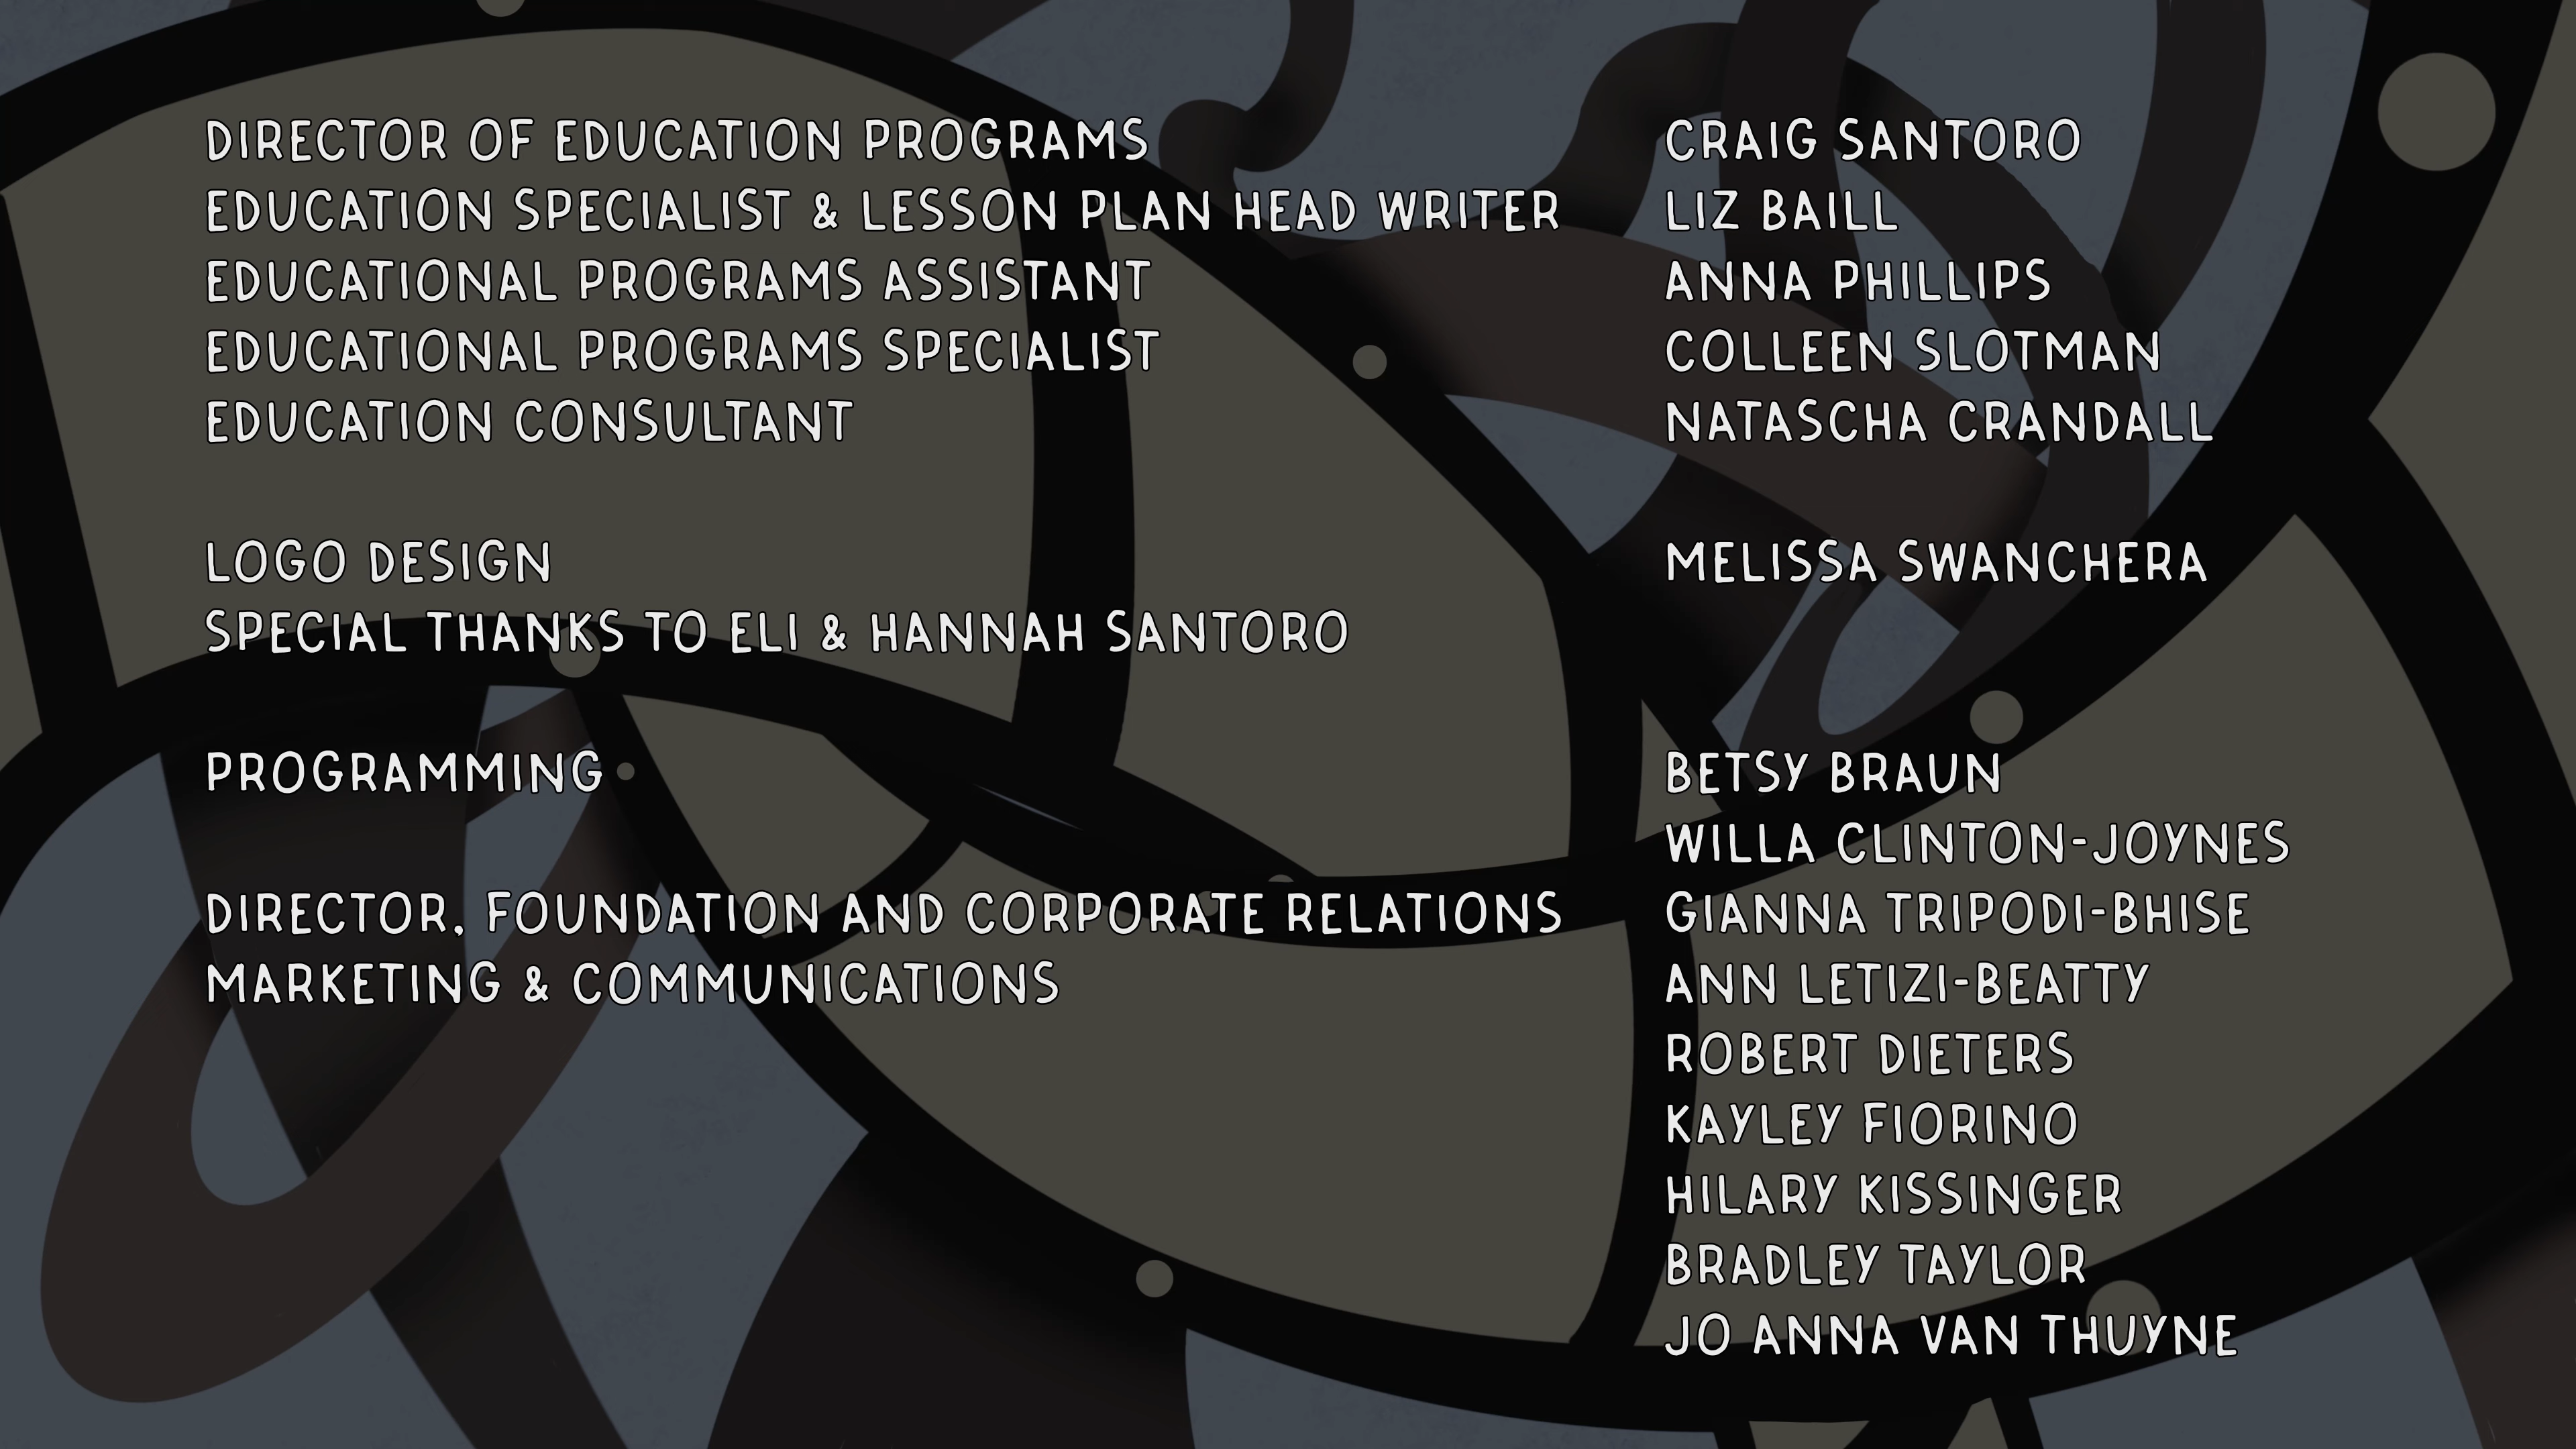 DIRECTOR OF EDUCATION PROGRAMS CRAIG SANTORO
EDUCATION SPECIALIST & LESSON PLAN HEAD WRITER LIZ BAILL
EDUCATIONAL PROGRAMS ASSISTANT ANNA PHILLIPS
EDUCATIONAL PROGRAMS SPECIALIST COLLEEN SLOTMAN
EDUCATION CONSULTANT NATASCHA CRANDALL
LOGO DESIGN MELISSA SWANCHERA
SPECIAL THANKS TO ELI & HANNAH SANTORO
PROGRAMMING BETSY BRAUN
WILLA CLINTON-JOYNES
DIRECTOR, FOUNDATION AND CORPORATE RELATIONS GIANNA TRIPODI-BHISE
MARKETING & COMMUNICATIONS ANN LETIZI-BEATTY
ROBERT DIETERS
KAYLEY FIORINO
HILARY KISSINGER
BRADLEY TAYLOR
JO ANNA VAN THUYNE